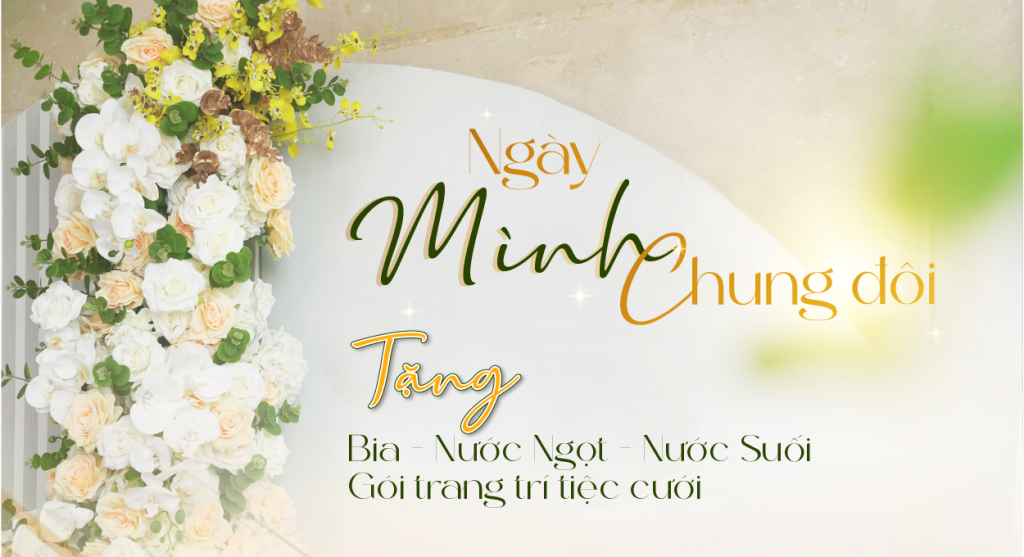 Ngày
Mình
Chung đôi
Tặng
Bia - Nước Ngọt - Nước Suối
Gói trang trí tiệc cưới